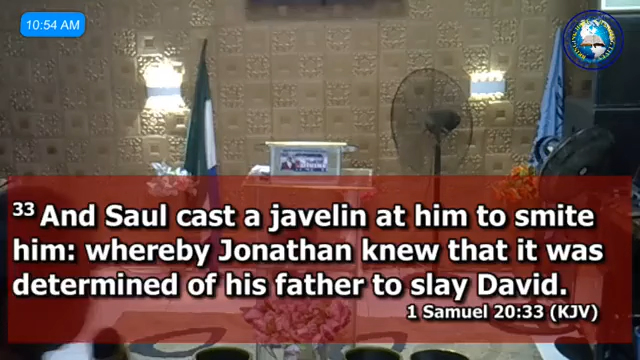 10:54 AM
33 And Saul cast a javelin at him to smite
him: whereby Jonathan knew that it was
determined of his father to slay David.
1 Samuel 20:33 (KJV)